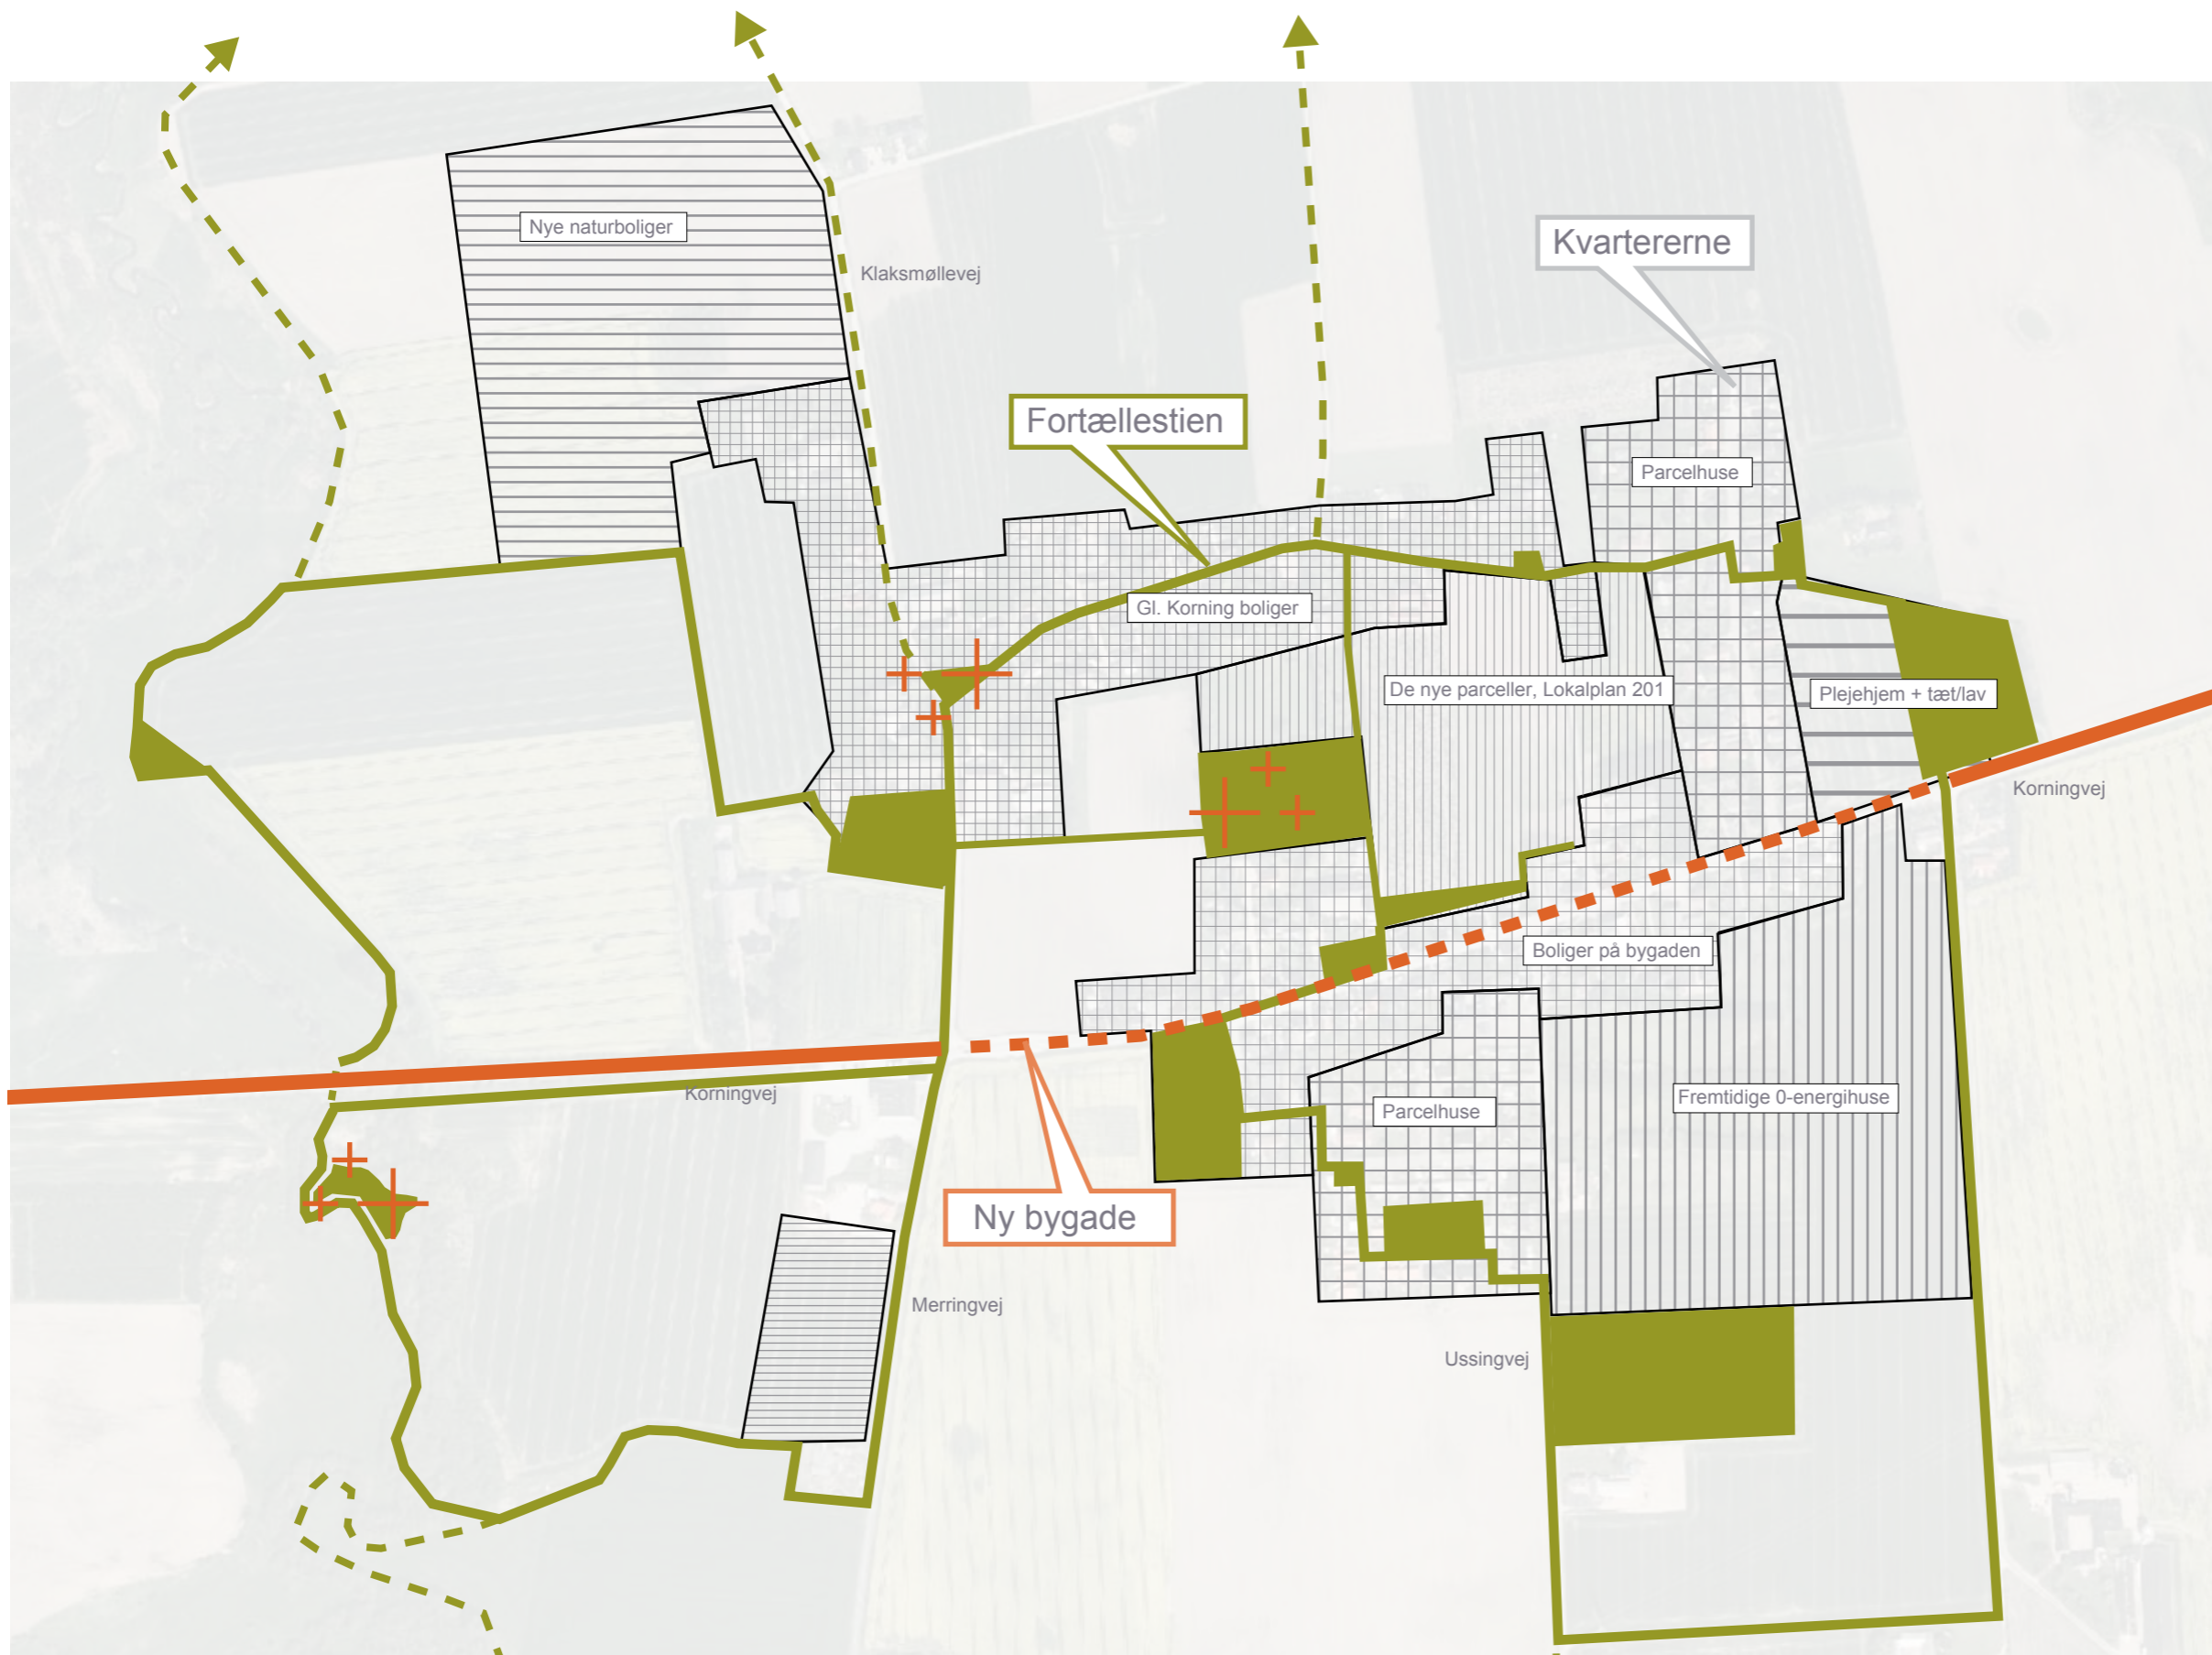 Nye naturboliger
Kvartererne
Klaksmøllevej
Fortællestien
Parcelhuse
Gl. Korning boliger
De nye parceller, Lokalplan 201
Plejehjem + tæt/lav
Korningvej
Boliger på bygaden
Korningvej
Fremtidige 0-energihuse
Parcelhuse
Ny bygade
Merringvej
Ussingvej